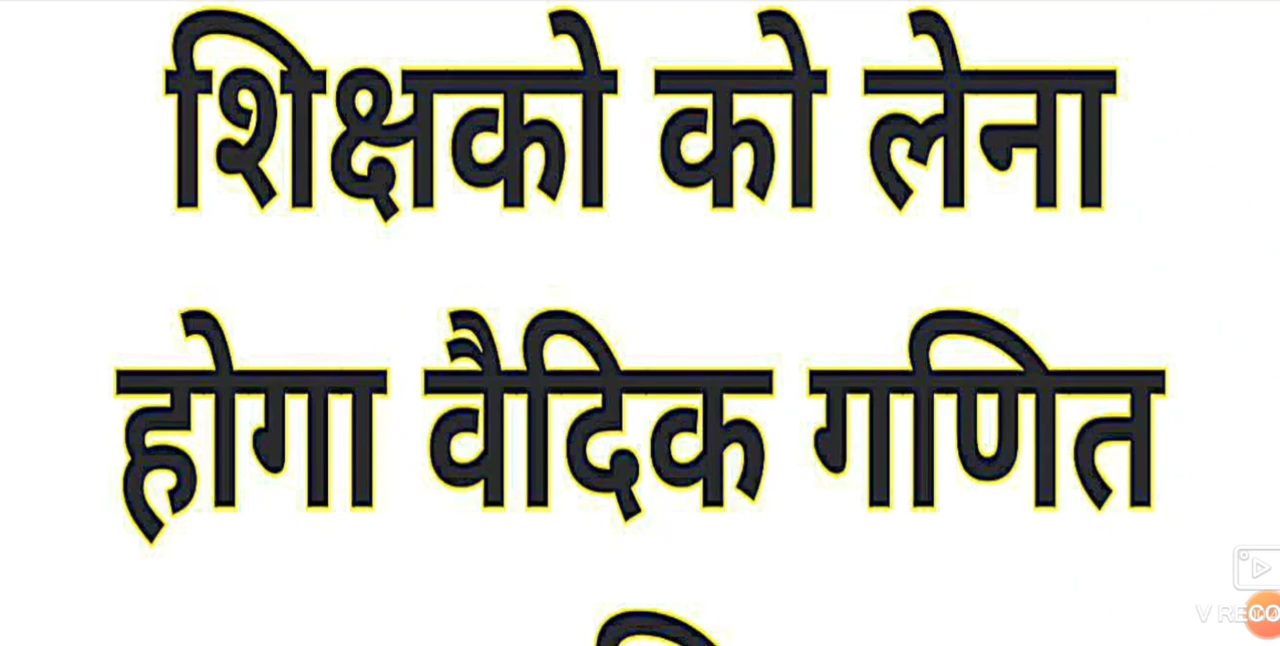 शिक्षको को लेना
होगा वैदिक गणित